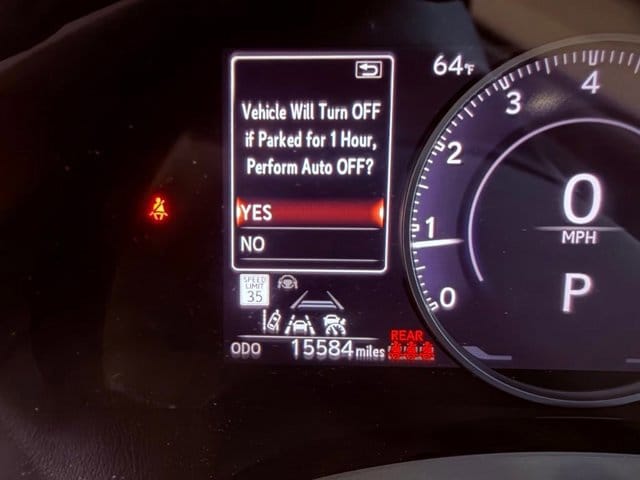 64°F
Vehicle Will Turn OFF
if Parked for 1 Hour,
Perform Auto OFF?
YES
NO
SPEED
LIMIT
35
ODO 15584 miles
REAR
4
3
2
1
0
0
MPH
P